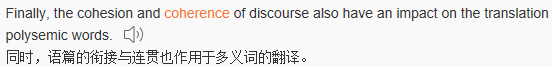 Finally, the cohesion and coherence of discourse also have an impact on the translation
polysemic words.
同时，语篇的衔接与连贯也作用于多义词的翻译。